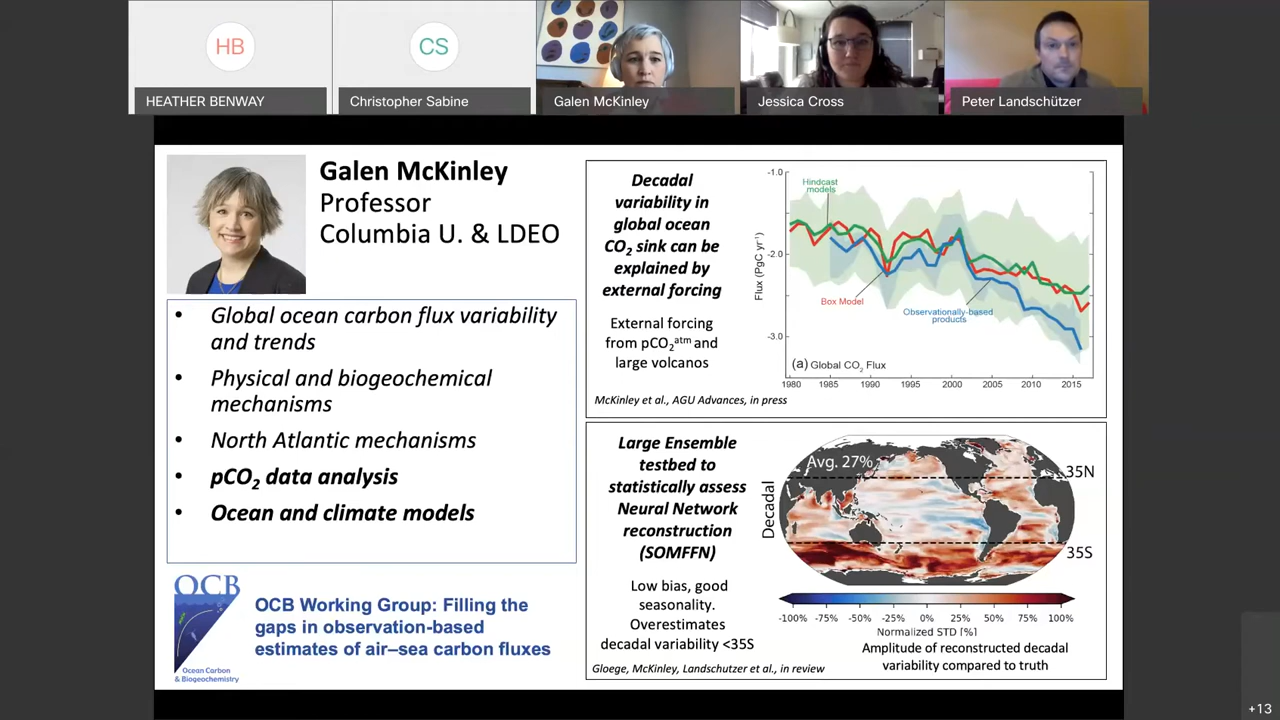 HB
CS
HEATHER BENWAY
Christopher Sabine
Galen McKinley
Jessica Cross
Peter Landschützer
Galen McKinley
Professor
Columbia U. & LDEO
• Global ocean carbon flux variability
and trends
• Physical and biogeochemical
mechanisms
• North Atlantic mechanisms
• pCO₂ data analysis
• Ocean and climate models
OCB
Ocean Carbon
& Biogeochemistry
OCB Working Group: Filling the
gaps in observation-based
estimates of air–sea carbon fluxes
Decadal
variability in
global ocean
CO₂ sink can be
explained by
external forcing
External forcing
from pCO₂ᵃᵗᵐ and
large volcanos
McKinley et al., AGU Advances, in press
Flux (PgC yr⁻¹)
-1.0
-2.0
-3.0
Hindcast
models
Box Model
Observationally-based
products
(a) Global CO₂ Flux
1980 1985 1990 1995 2000 2005 2010 2015
Large Ensemble
testbed to
statistically assess
Neural Network
reconstruction
(SOMFFN)
Low bias, good
seasonality.
Overestimates
decadal variability <35S
Gloege, McKinley, Landschutzer et al., in review
Decadal
Avg. 27%
35N
35S
-100% -75% -50% -25% 0% 25% 50% 75% 100%
Normalized STD [%]
Amplitude of reconstructed decadal
variability compared to truth
+13